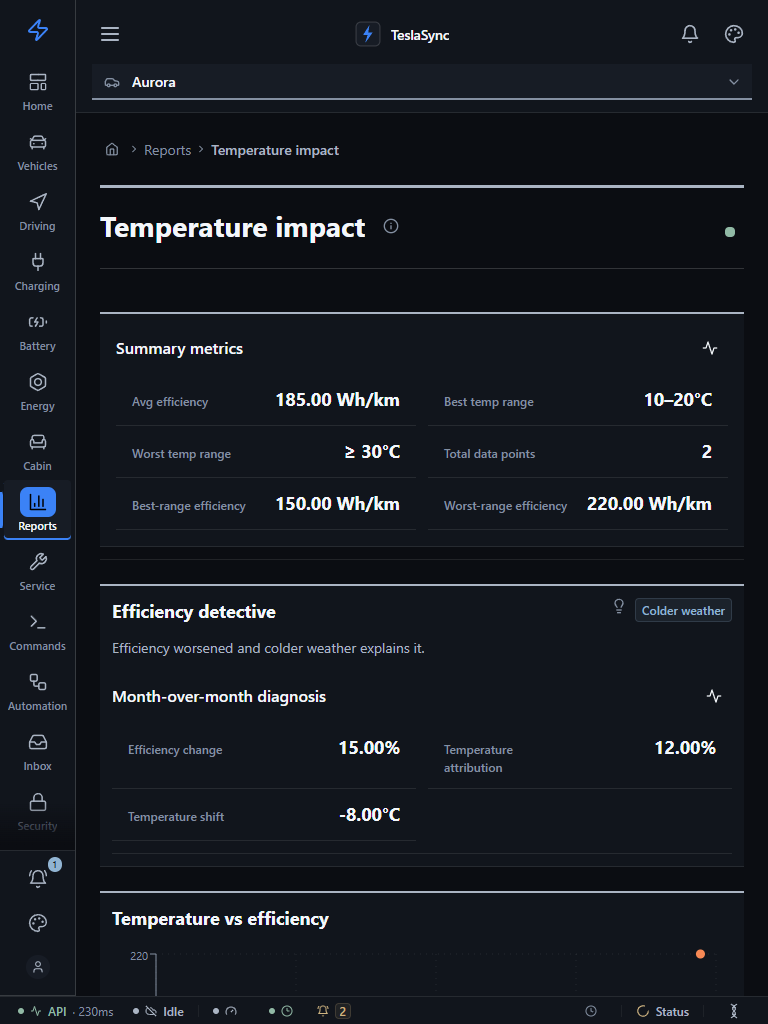 TeslaSync
Aurora
Home
Vehicles
Driving
Charging
Battery
Energy
Cabin
Reports
Service
Commands
Automation
Inbox
Security
1
Reports
Temperature impact
Temperature impact
Summary metrics
Avg efficiency 185.00 Wh/km
Best temp range 10–20°C
Worst temp range ≥ 30°C
Total data points 2
Best-range efficiency 150.00 Wh/km
Worst-range efficiency 220.00 Wh/km
Efficiency detective
Colder weather
Efficiency worsened and colder weather explains it.
Month-over-month diagnosis
Efficiency change 15.00%
Temperature
attribution
12.00%
Temperature shift -8.00°C
Temperature vs efficiency
220
API · 230ms
Idle
2
Status